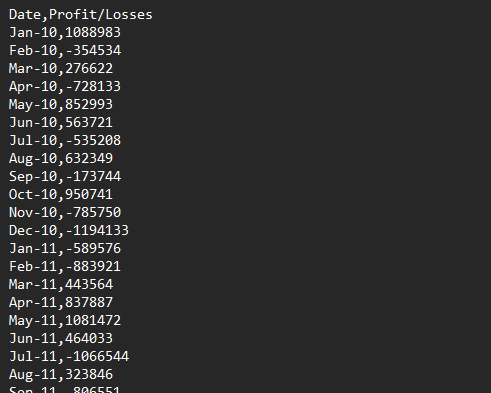 Date,Profit/Losses
Jan-10,1088983
Feb-10,-354534
Mar-10,276622
Apr-10,-728133
May-10,852993
Jun-10,563721
Jul-10,-535208
Aug-10,632349
Sep-10,-173744
Oct-10,950741
Nov-10,-785750
Dec-10,-1194133
Jan-11,-589576
Feb-11,-883921
Mar-11,443564
Apr-11,837887
May-11,1081472
Jun-11,464033
Jul-11,-1066544
Aug-11,323846
Sep-11,-806551